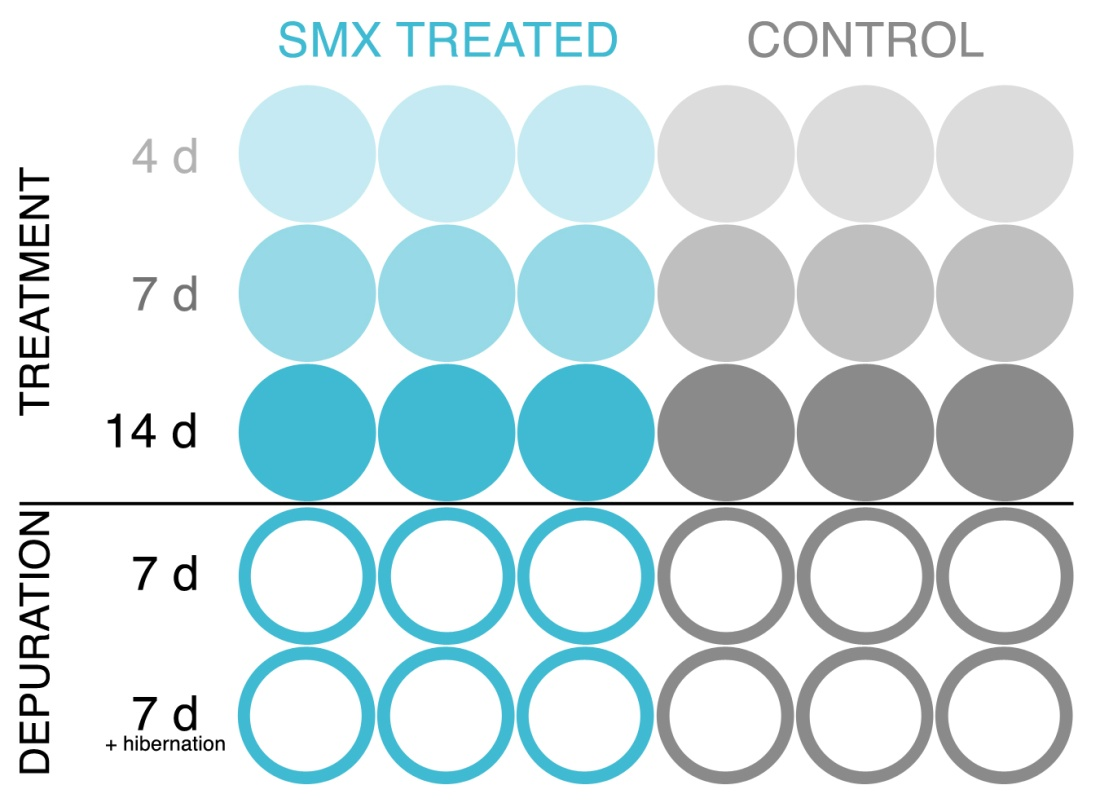 SMX TREATED
CONTROL
TREATMENT
4 d
7 d
14 d
DEPURATION
7 d
7 d
+ hibernation